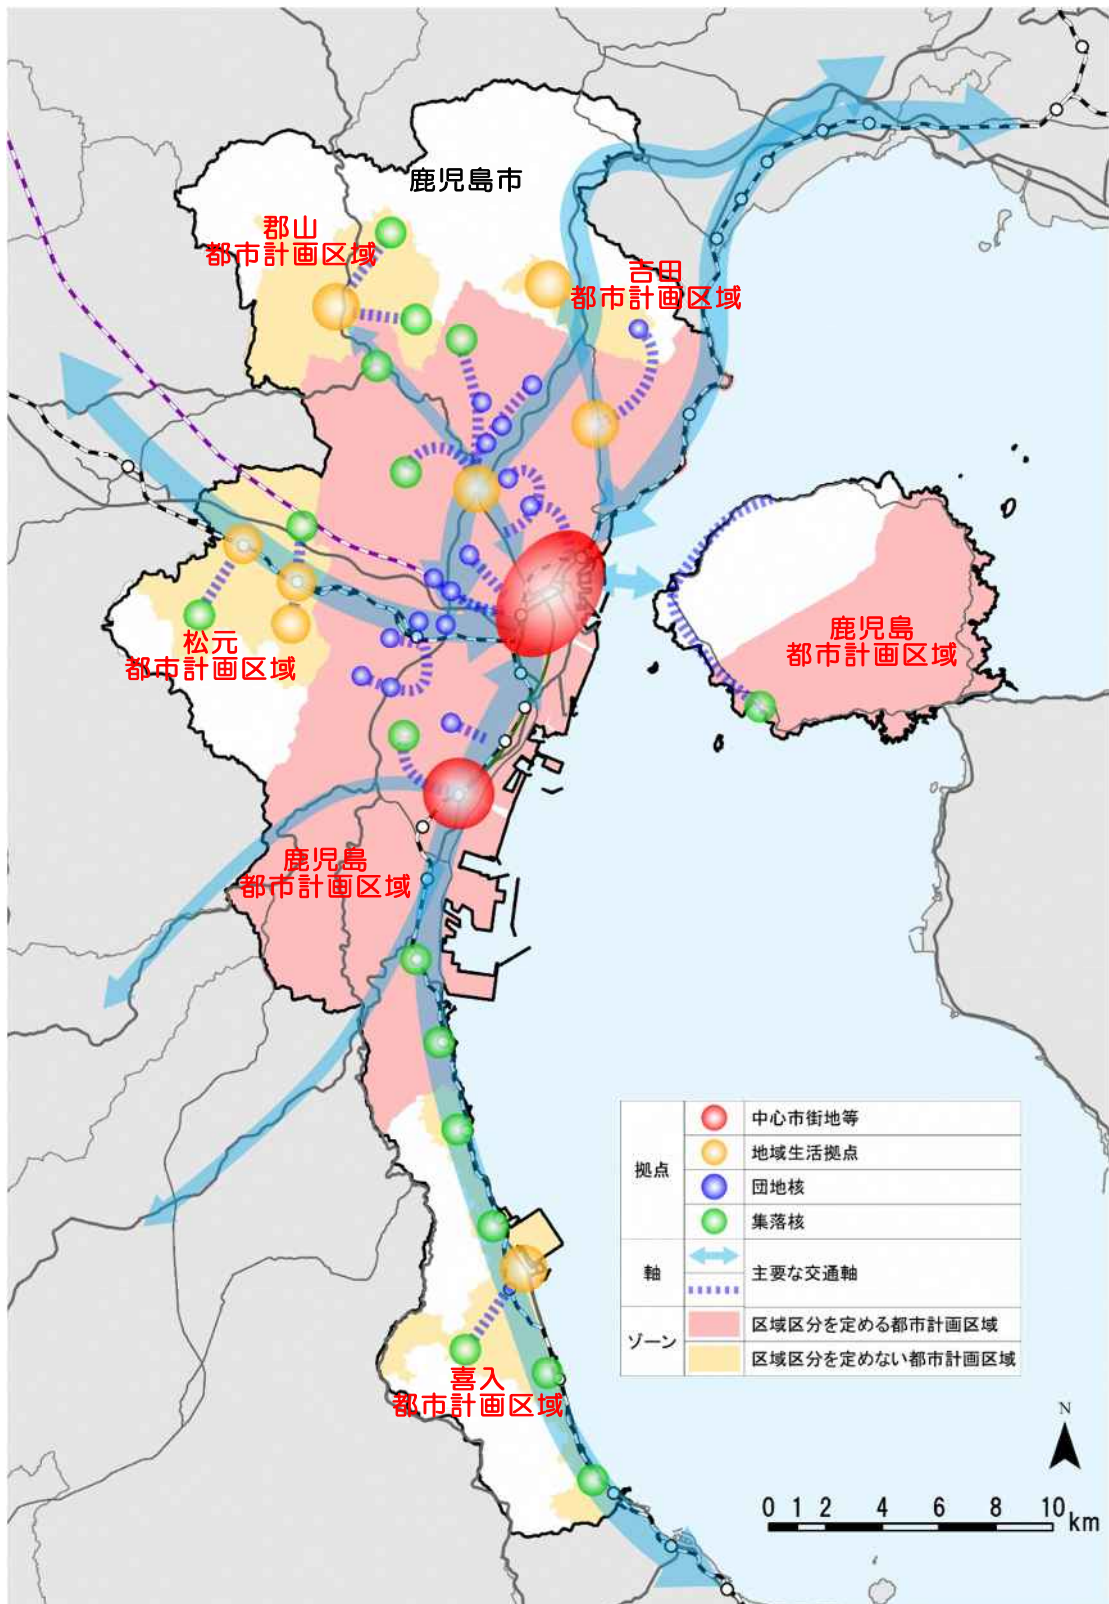 鹿児島市
郡山
都市計画区域
吉田
都市計画区域
鹿児島
都市計画区域
松元
都市計画区域
鹿児島
都市計画区域
拠点
中心市街地等
地域生活拠点
団地核
集落核
軸
主要な交通軸
ゾーン
区域区分を定める都市計画区域
区域区分を定めない都市計画区域
喜入
都市計画区域
N
0 1 2 4 6 8 10 km